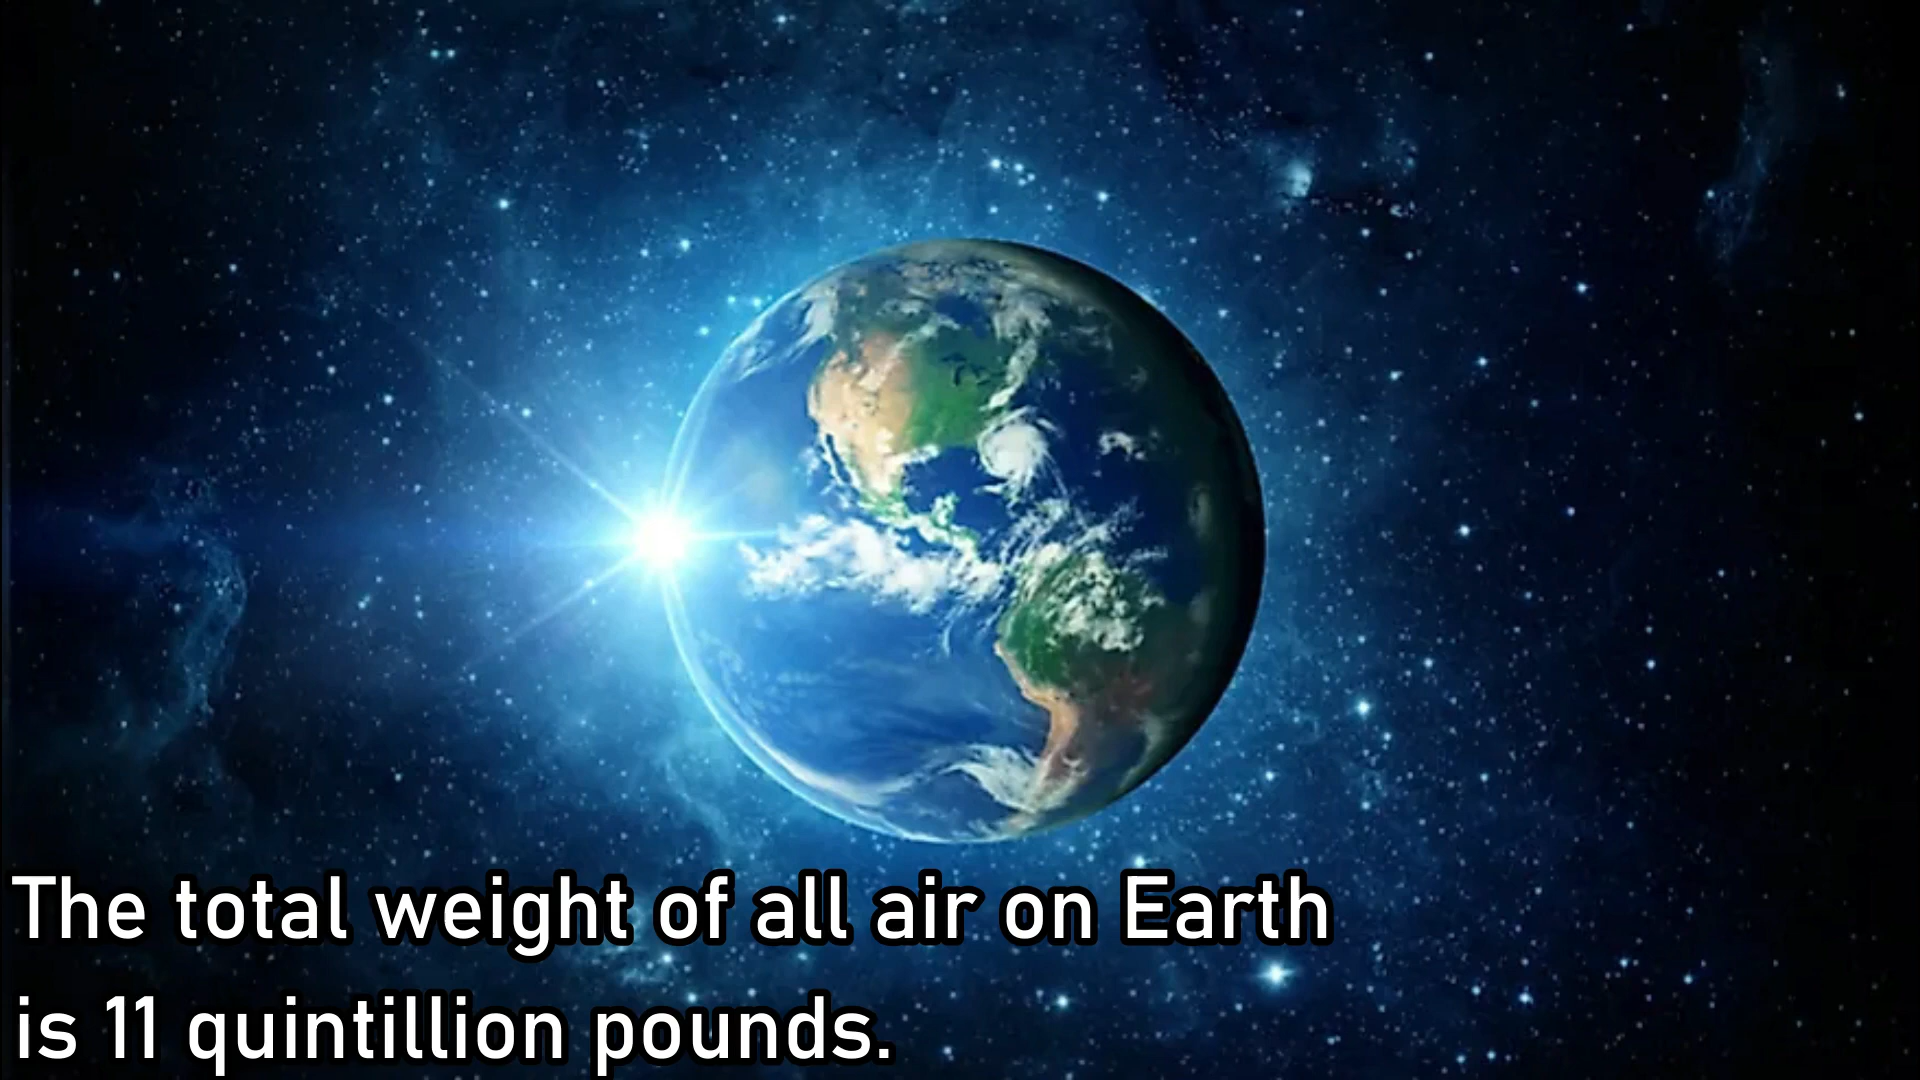 The total weight of all air on Earth
is 11 quintillion pounds.